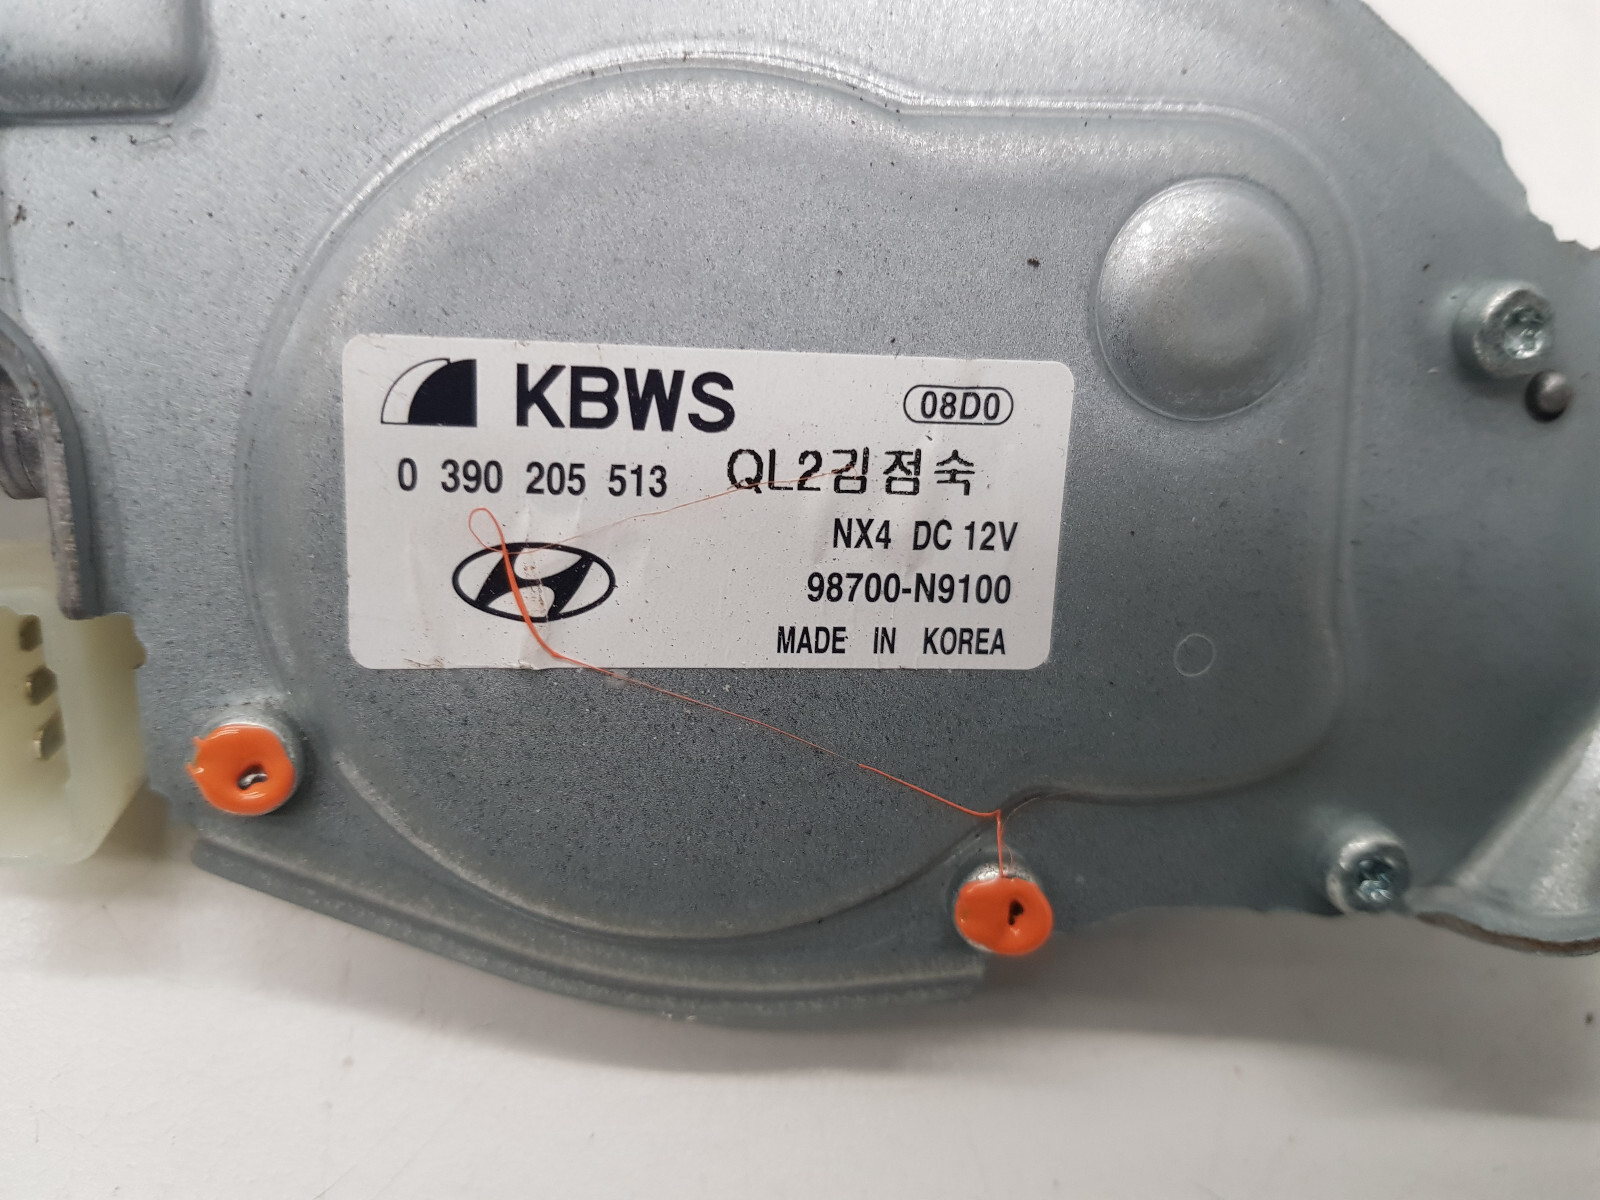 KBWS 08D0
0 390 205 513 QL2김점숙
NX4 DC 12V
98700-N9100
MADE IN KOREA